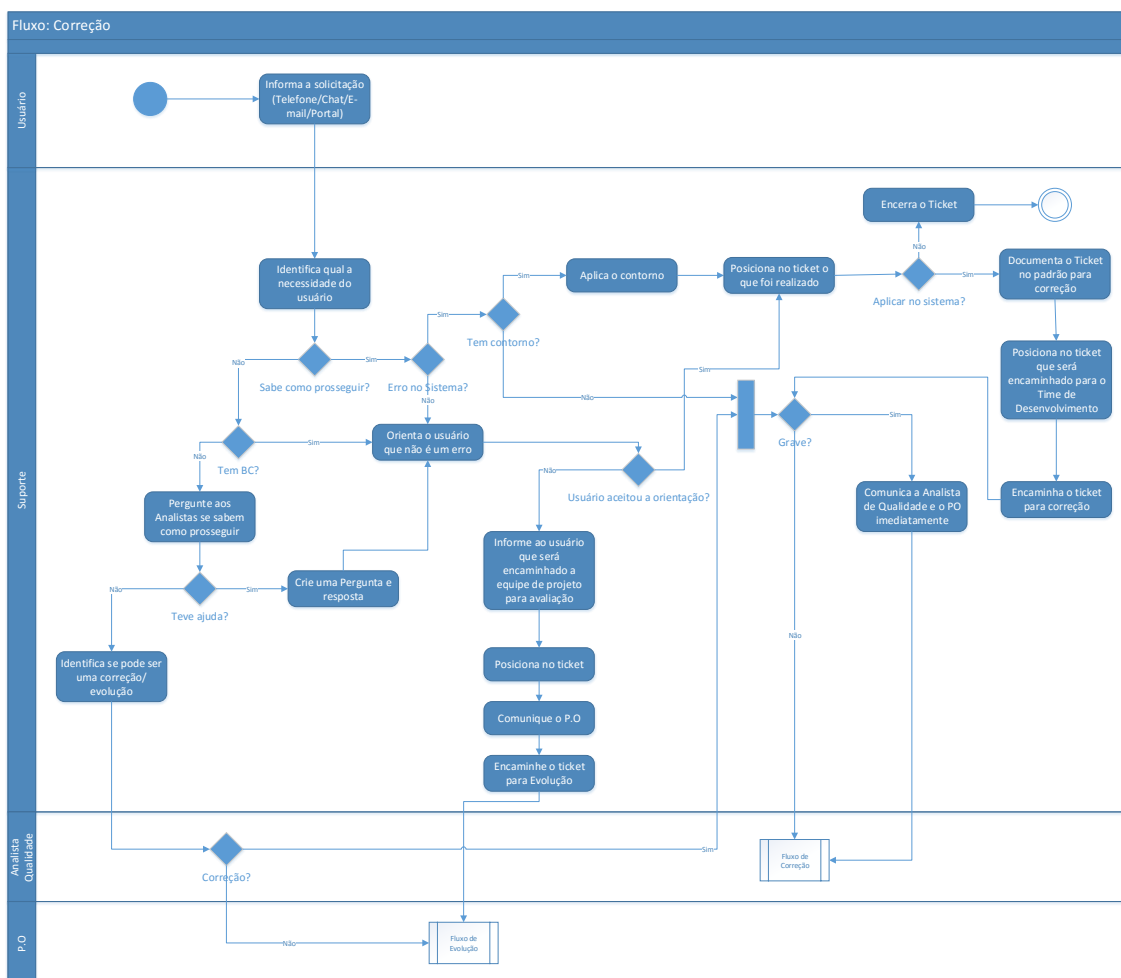 Fluxo: Correção
Usuário
Informa a solicitação
(Telefone/Chat/E-
mail/Portal)
Suporte
Encerra o Ticket
Não
Identifica qual a
necessidade do
usuário
Sim
Aplica o contorno
Posiciona no ticket o
que foi realizado
Sim
Aplicar no sistema?
Documenta o Ticket
no padrão para
correção
Sim
Tem contorno?
Não
Sim
Sabe como prosseguir?
Erro no Sistema?
Não
Sim
Posiciona no ticket
que será
encaminhado para o
Time de
Desenvolvimento
Não
Sim
Grave?
Não
Tem BC?
Sim
Orienta o usuário
que não é um erro
Não
Usuário aceitou a orientação?
Pergunte aos
Analistas se sabem
como prosseguir
Comunica a Analista
de Qualidade e o PO
imediatamente
Encaminha o ticket
para correção
Informe ao usuário
que será
encaminhado a
equipe de projeto
para avaliação
Não
Sim
Teve ajuda?
Crie uma Pergunta e
resposta
Não
Identifica se pode ser
uma correção/
evolução
Posiciona no ticket
Comunique o P.O
Encaminhe o ticket
para Evolução
Analista
Qualidade
Correção?
Sim
Fluxo de
Correção
P.O
Não
Fluxo de
Evolução